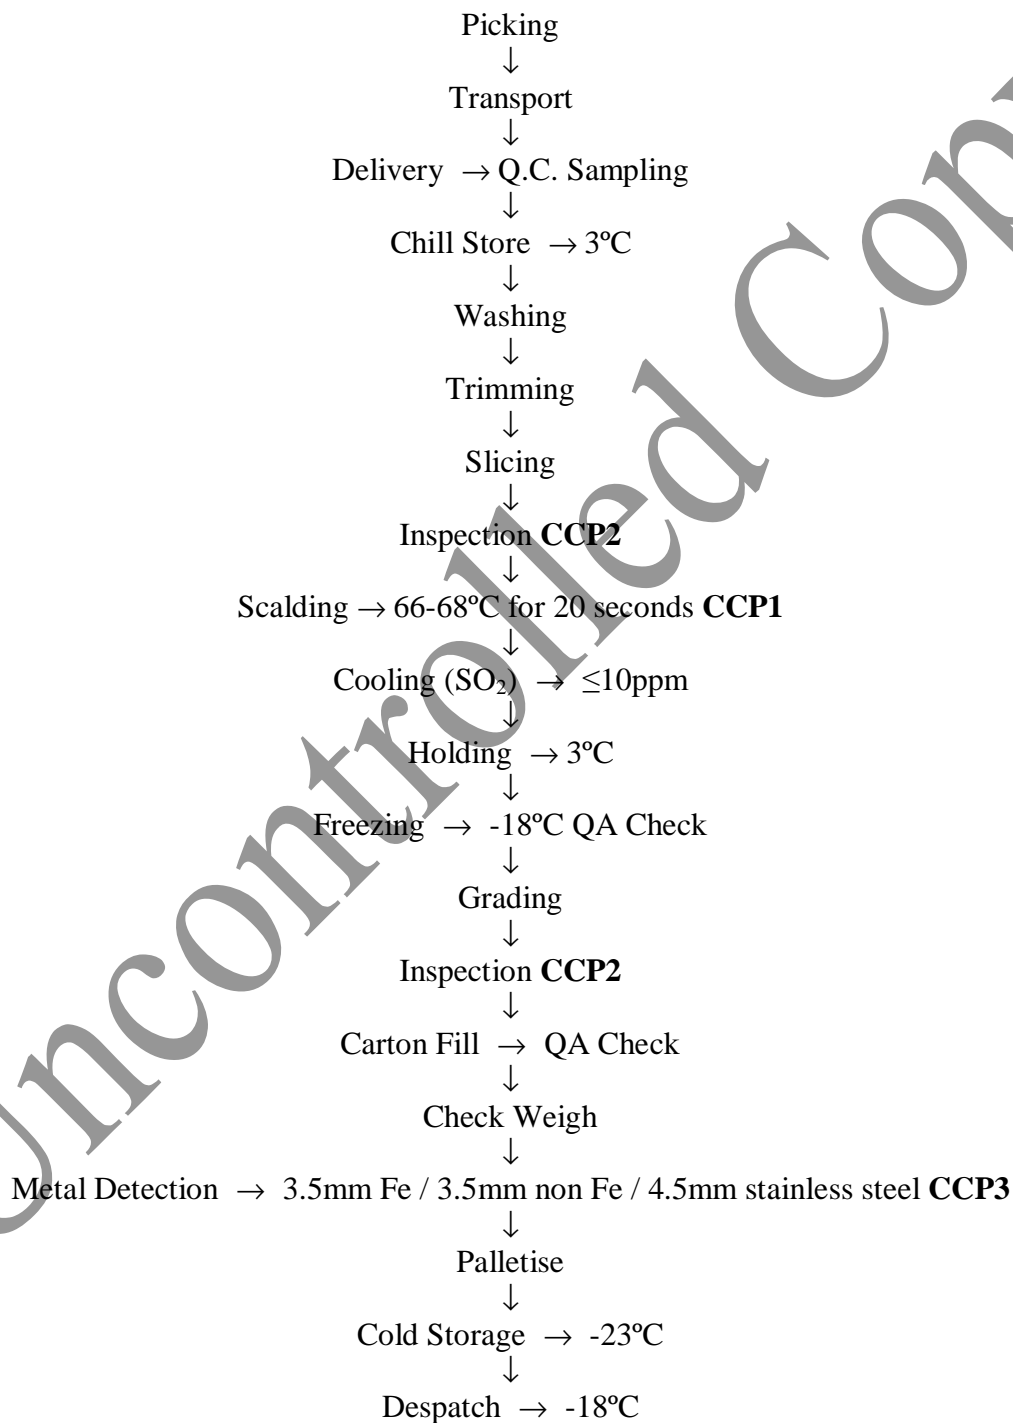 Picking
↓
Transport
↓
Delivery → Q.C. Sampling
↓
Chill Store → 3ºC
↓
Washing
↓
Trimming
↓
Slicing
↓
Inspection CCP2
↓
Scalding → 66-68ºC for 20 seconds CCP1
↓
Cooling (SO₂) → ≤10ppm
↓
Holding → 3ºC
↓
Freezing → -18ºC QA Check
↓
Grading
↓
Inspection CCP2
↓
Carton Fill → QA Check
↓
Check Weigh
↓
Metal Detection → 3.5mm Fe / 3.5mm non Fe / 4.5mm stainless steel CCP3
↓
Palletise
↓
Cold Storage → -23ºC
↓
Despatch → -18ºC
Uncontrolled Cop